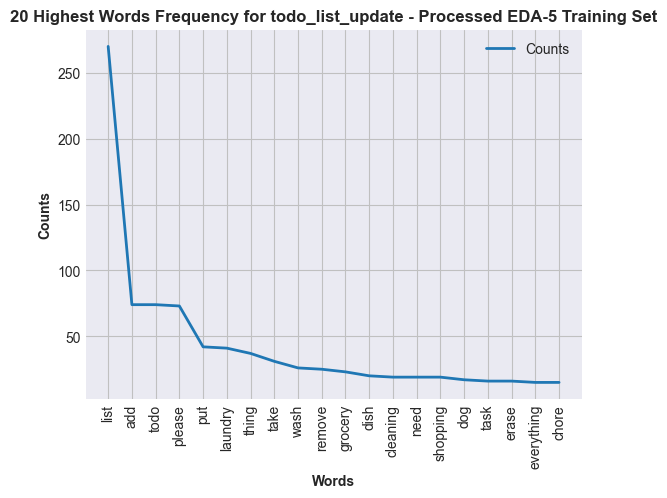 20 Highest Words Frequency for todo_list_update - Processed EDA-5 Training Set
Counts
Counts
250
200
150
100
50
list
add
todo
please
put
laundry
thing
take
wash
remove
grocery
dish
cleaning
need
shopping
dog
task
erase
everything
chore
Words